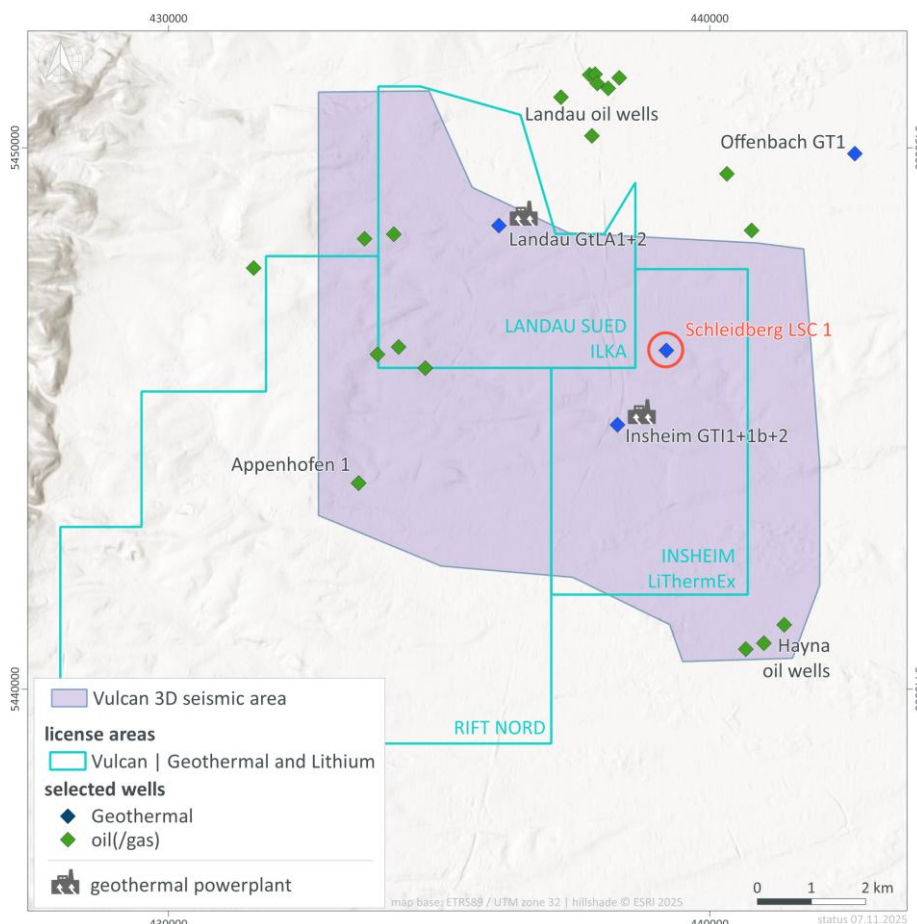 430000
440000
Landau oil wells
Offenbach GT1
5450000
Landau GtLA1+2
LANDAU SUED
ILKA
Schleidberg LSC 1
Insheim GTI1+1b+2
Appenhofen 1
INSHEIM
LiThermEx
Hayna
oil wells
5440000
RIFT NORD
Vulcan 3D seismic area
license areas
Vulcan | Geothermal and Lithium
selected wells
Geothermal
oil(/gas)
geothermal powerplant
map base: ETRS89 / UTM zone 32 | hillshade © ESRI 2025
0 1 2 km
430000
440000
status 07.11.2025